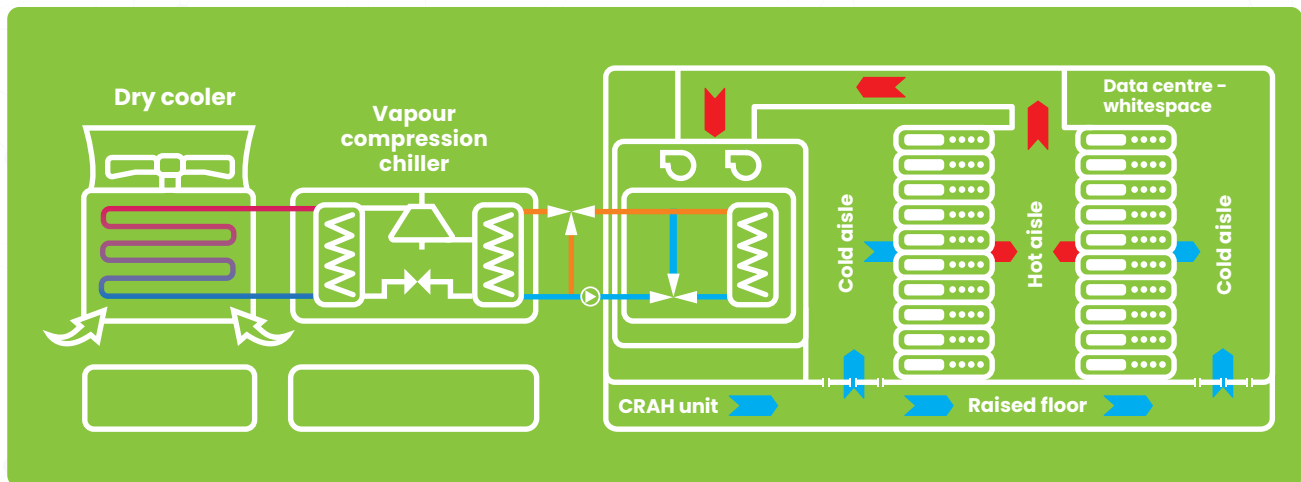 Dry cooler
Vapour
compression
chiller
Data centre -
whitespace
Cold aisle
Hot aisle
Cold aisle
CRAH unit
Raised floor